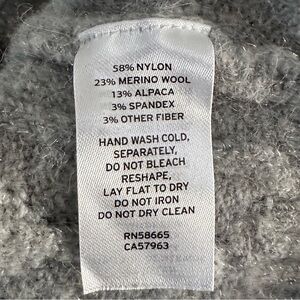 58% NYLON
23% MERINO WOOL
13% ALPACA
3% SPANDEX
3% OTHER FIBER
HAND WASH COLD,
SEPARATELY,
DO NOT BLEACH
RESHAPE,
LAY FLAT TO DRY
DO NOT IRON
DO NOT DRY CLEAN
RN58665
CA57963